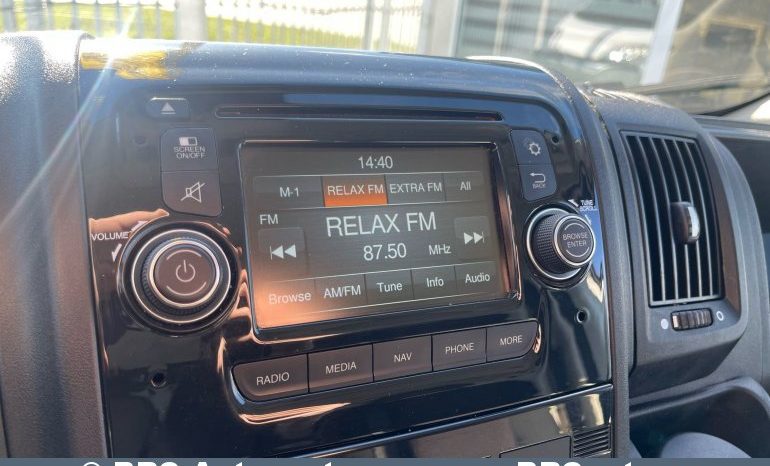 14:40
M-1 RELAX FM EXTRA FM All
FM
RELAX FM
87.50 MHz
Browse AM/FM Tune Info Audio
SCREEN
ON/OFF
VOLUME
BACK
TUNE
SCROLL
BROWSE
ENTER
RADIO MEDIA NAV PHONE MORE